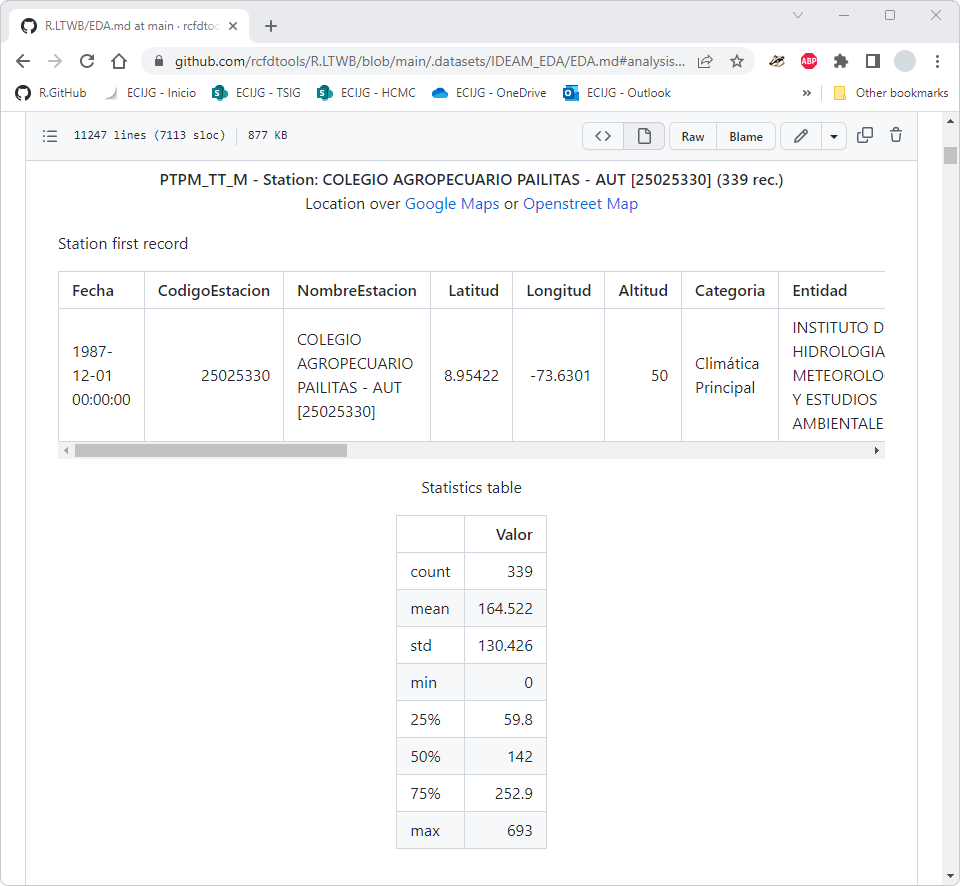 R.LTWB/EDA.md at main · rcfdtoo
github.com/rcfdtools/R.LTWB/blob/main/.datasets/IDEAM_EDA/EDA.md#analysis...
ABP
R.GitHub
ECIJG - Inicio
ECIJG - TSIG
ECIJG - HCMC
ECIJG - OneDrive
ECIJG - Outlook
»
Other bookmarks
11247 lines (7113 sloc)
877 KB
<>
Raw
Blame
PTPM_TT_M - Station: COLEGIO AGROPECUARIO PAILITAS - AUT [25025330] (339 rec.)
Location over Google Maps or Openstreet Map
Station first record
Fecha CodigoEstacion NombreEstacion Latitud Longitud Altitud Categoria Entidad
1987-
12-01
00:00:00
25025330
COLEGIO
AGROPECUARIO
PAILITAS - AUT
[25025330]
8.95422
-73.6301
50
Climática
Principal
INSTITUTO D
HIDROLOGIA
METEOROLO
Y ESTUDIOS
AMBIENTALE
Statistics table
Valor
count 339
mean 164.522
std 130.426
min 0
25% 59.8
50% 142
75% 252.9
max 693